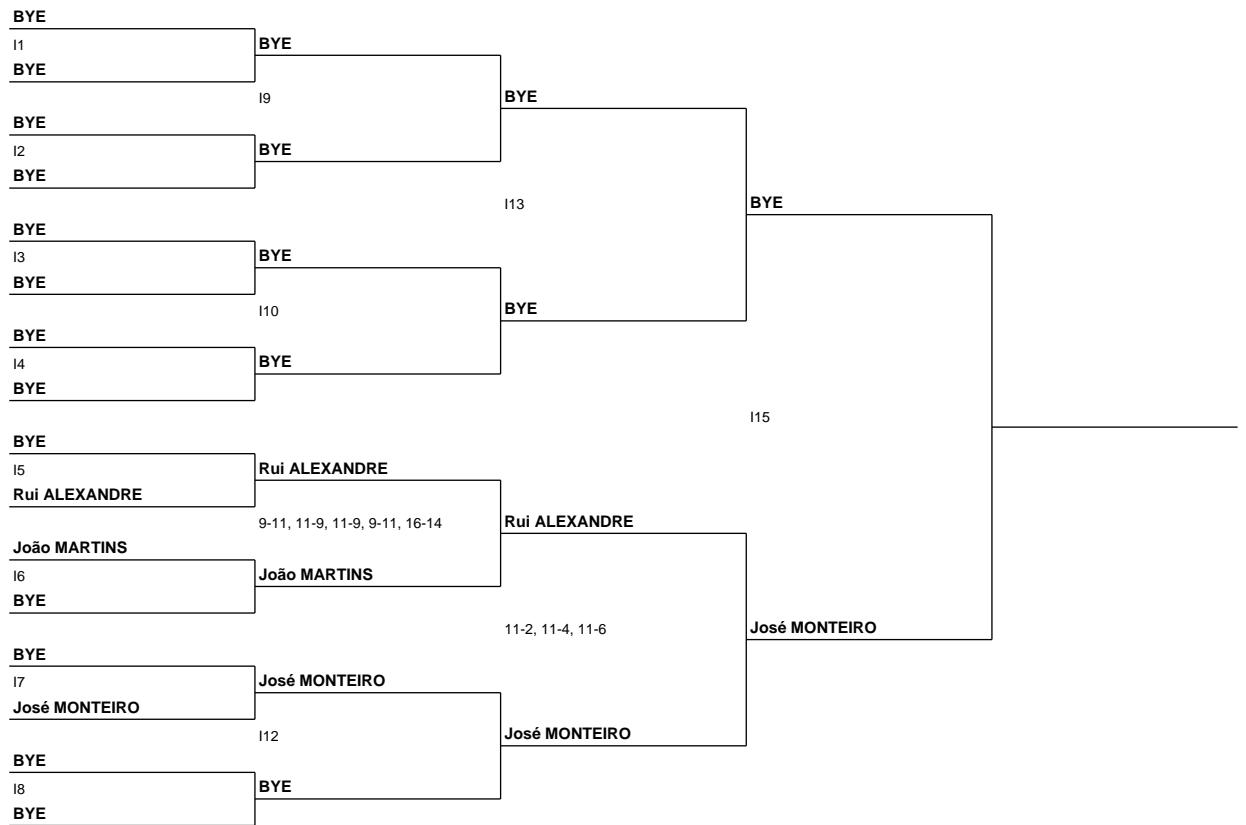 BYE
I1
BYE
BYE
I9
BYE
BYE
I2
BYE
BYE
I13
BYE
BYE
I3
BYE
BYE
I10
BYE
BYE
I4
BYE
BYE
I15
BYE
I5
Rui ALEXANDRE
Rui ALEXANDRE
9-11, 11-9, 11-9, 9-11, 16-14
Rui ALEXANDRE
João MARTINS
I6
João MARTINS
BYE
11-2, 11-4, 11-6
José MONTEIRO
BYE
I7
José MONTEIRO
José MONTEIRO
I12
José MONTEIRO
BYE
I8
BYE
BYE